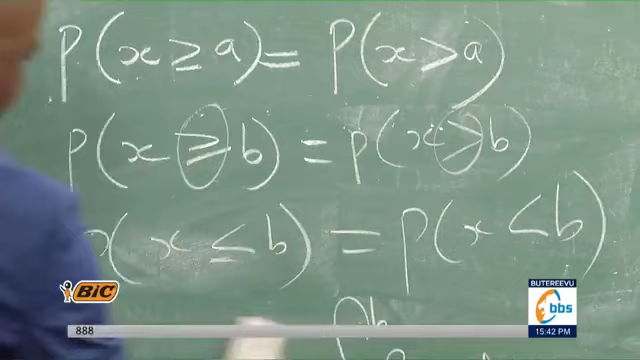 P(x ≥ a) = P(x > a)
P(x ≥ b) = P(x > b)
(x ≤ b) = P(x < b)
b
BiC
BUTEREEVU
bbs
888
15:42 PM